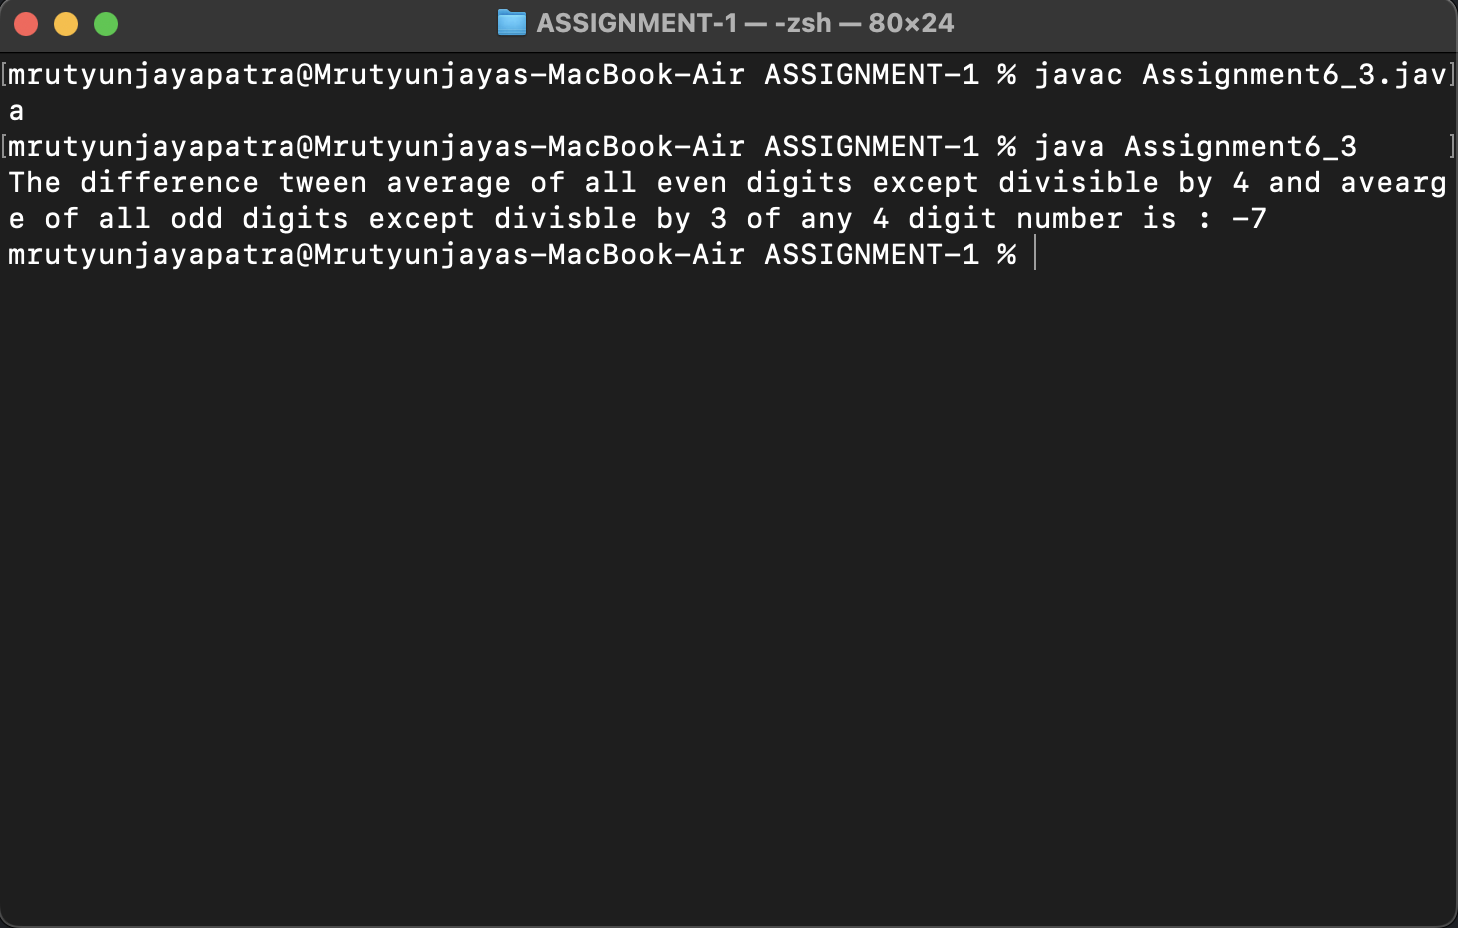 ASSIGNMENT-1 — -zsh — 80×24
[mrutyunjayapatra@Mrutyunjayas-MacBook-Air ASSIGNMENT-1 % javac Assignment6_3.jav]
a
[mrutyunjayapatra@Mrutyunjayas-MacBook-Air ASSIGNMENT-1 % java Assignment6_3 ]
The difference tween average of all even digits except divisible by 4 and avearg
e of all odd digits except divisble by 3 of any 4 digit number is : -7
mrutyunjayapatra@Mrutyunjayas-MacBook-Air ASSIGNMENT-1 %